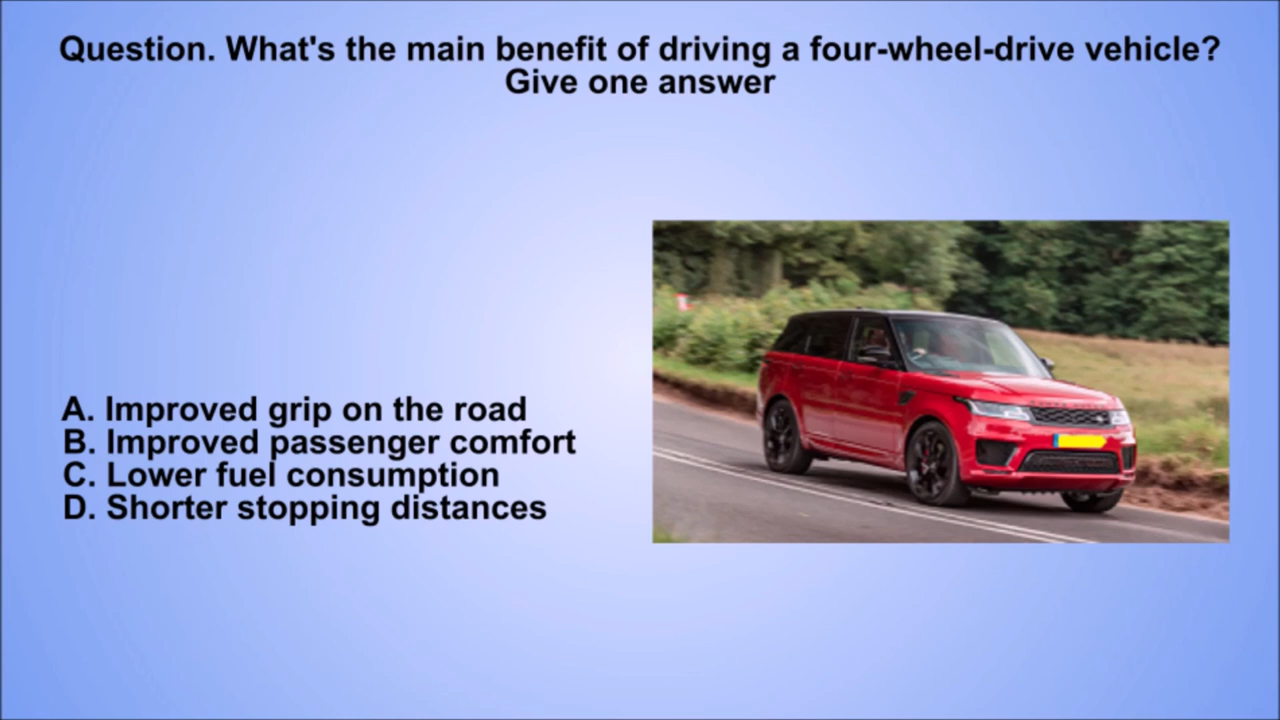 Question. What's the main benefit of driving a four-wheel-drive vehicle?
Give one answer
A. Improved grip on the road
B. Improved passenger comfort
C. Lower fuel consumption
D. Shorter stopping distances